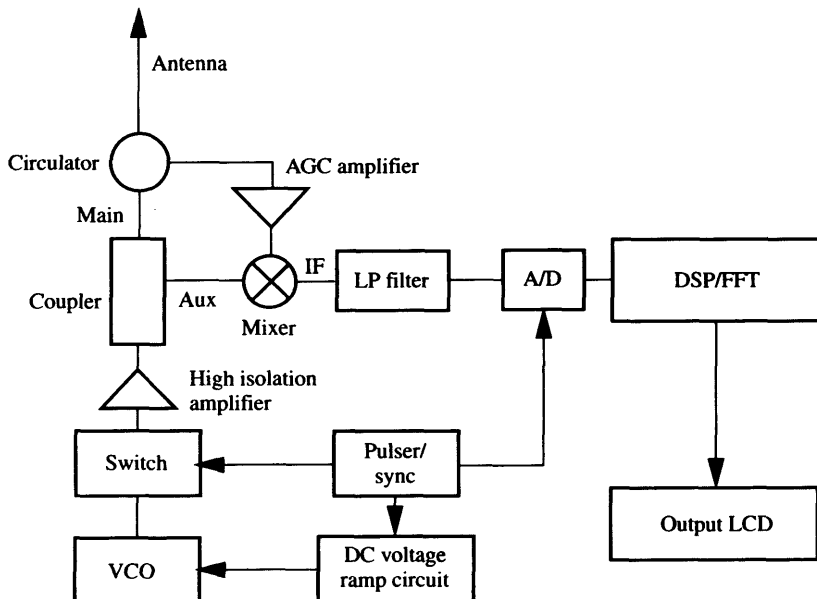 Antenna
Circulator
AGC amplifier
Main
IF
LP filter
A/D
DSP/FFT
Coupler
Aux
Mixer
High isolation
amplifier
Switch
Pulser/
sync
Output LCD
VCO
DC voltage
ramp circuit